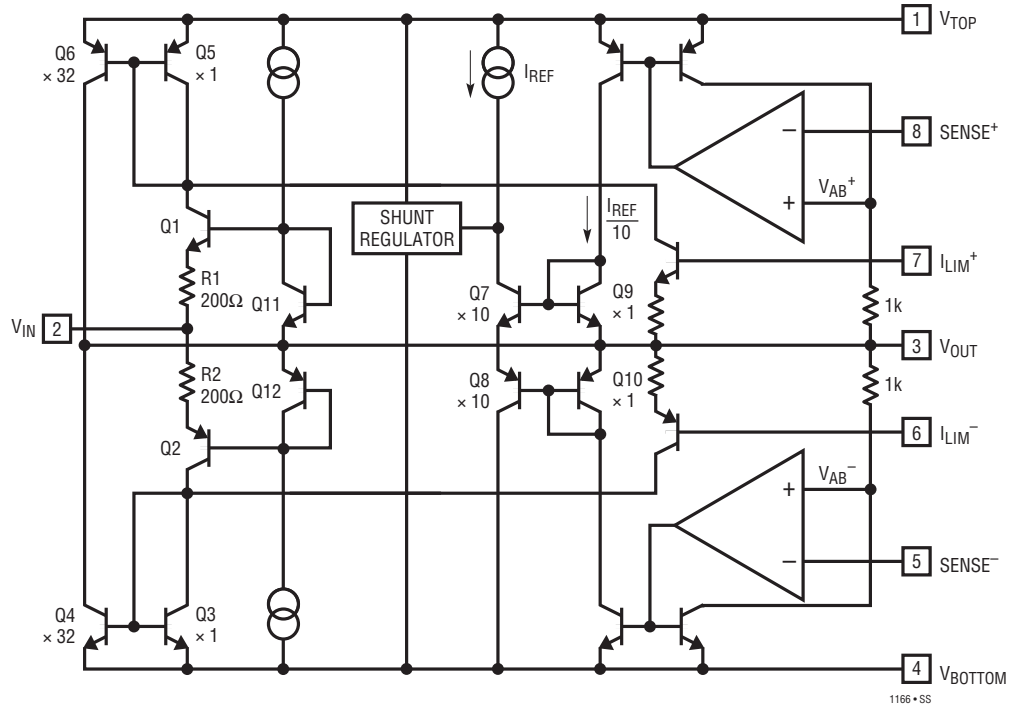 1 V_TOP
Q6
× 32
Q5
× 1
I_REF
8 SENSE⁺
−
V_AB⁺
+
Q1
SHUNT
REGULATOR
I_REF
10
7 I_LIM⁺
R1
200Ω
Q11
Q7
× 10
Q9
× 1
1k
V_IN 2
3 V_OUT
R2
200Ω
Q12
Q8
× 10
Q10
× 1
1k
Q2
6 I_LIM⁻
+
V_AB⁻
−
5 SENSE⁻
Q4
× 32
Q3
× 1
4 V_BOTTOM
1166 • SS